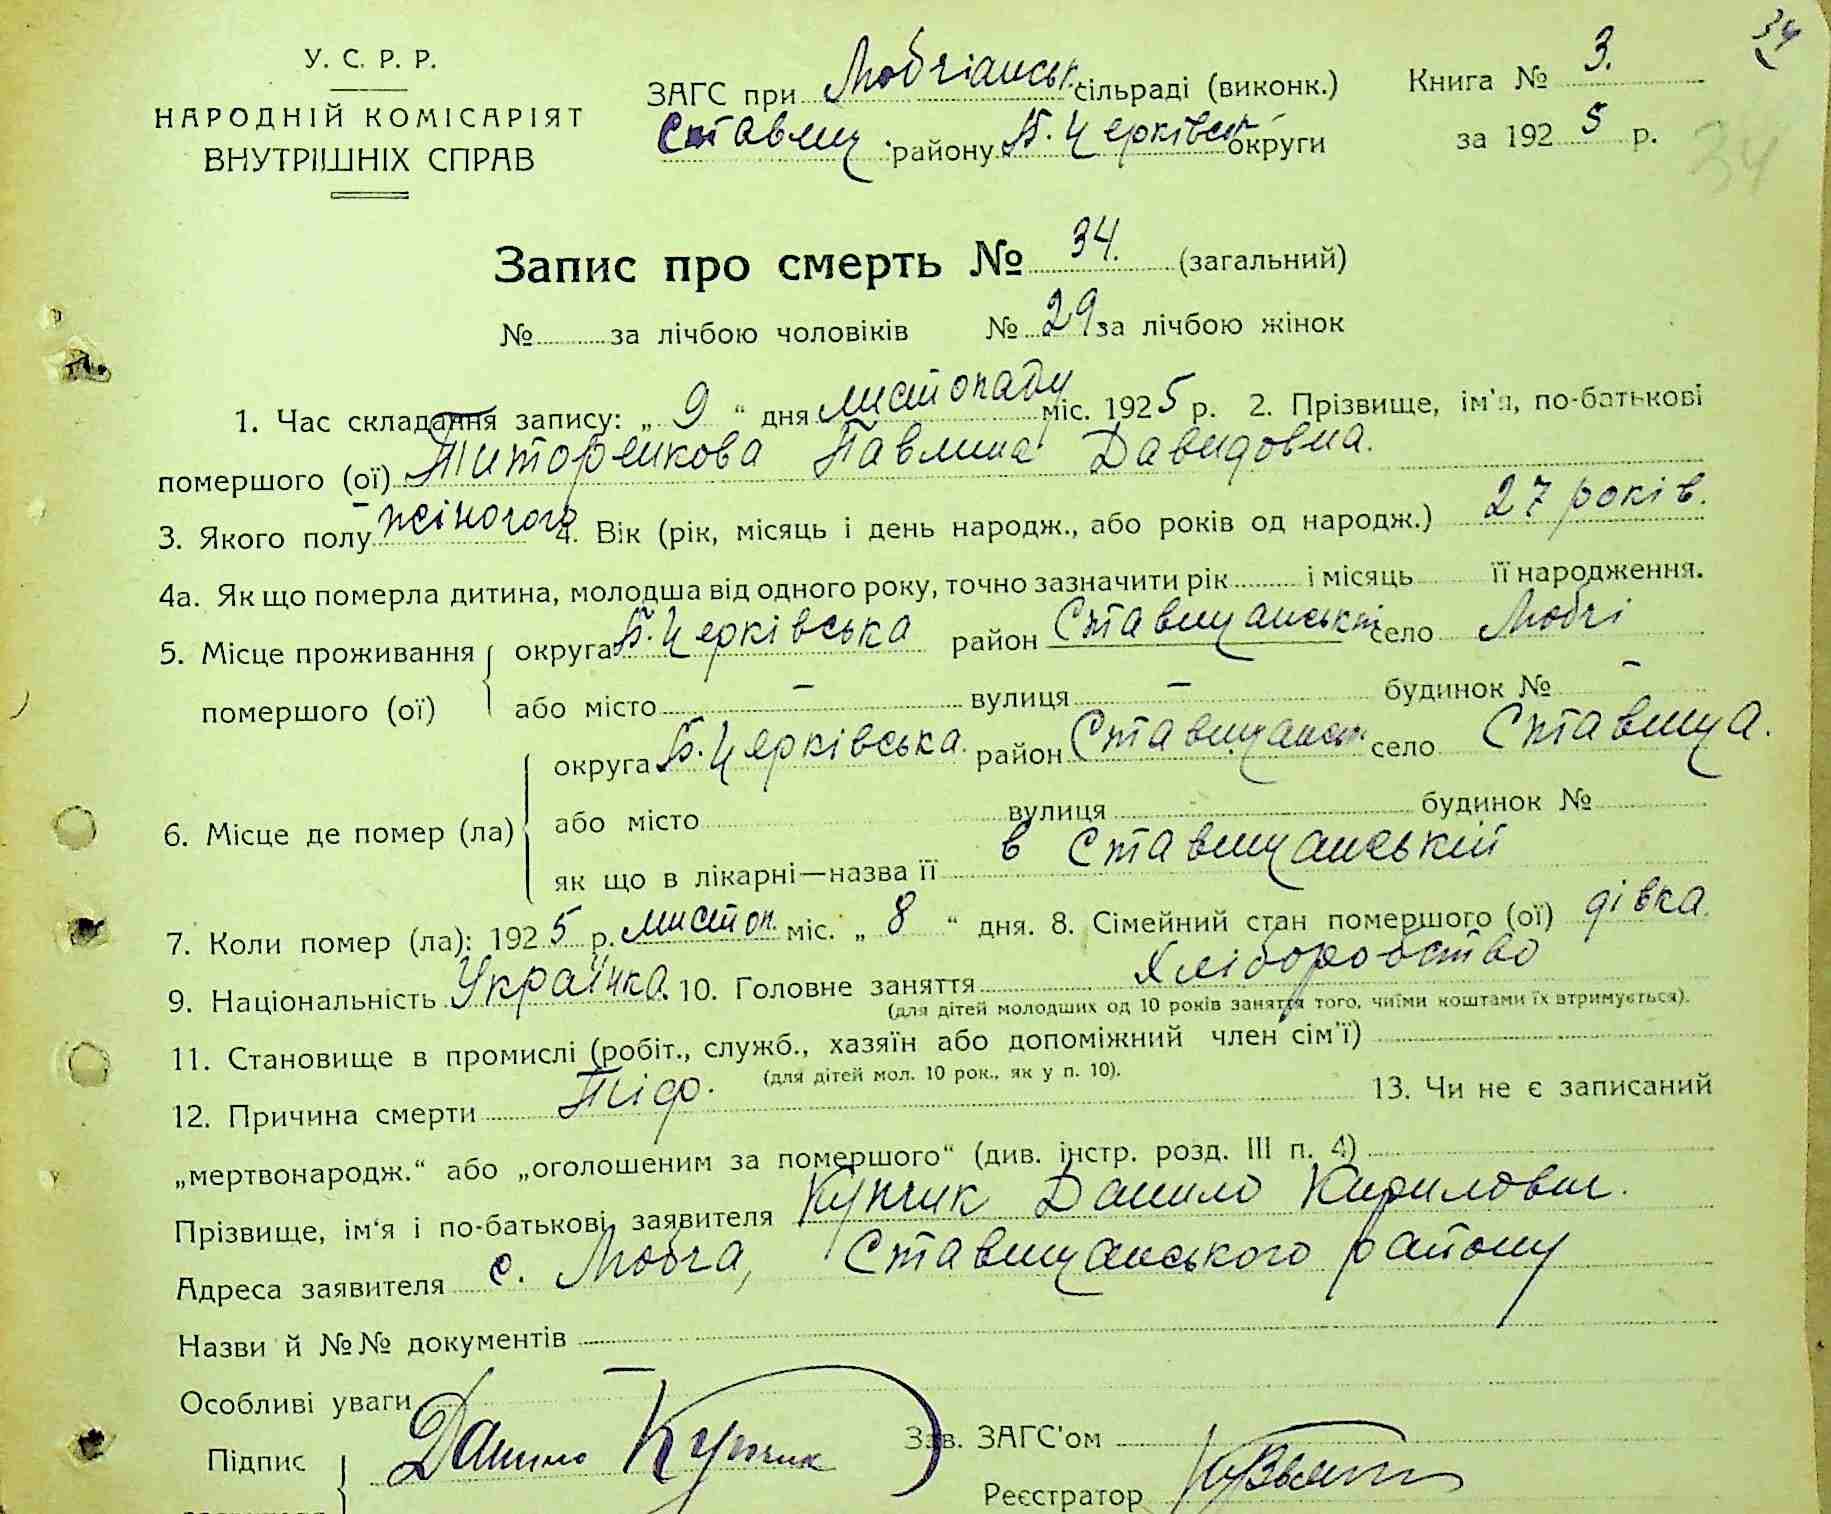 34
У. С. Р. Р.
НАРОДНІЙ КОМІСАРІЯТ
ВНУТРІШНІХ СПРАВ
ЗАГС при Любчіанськ. сільраді (виконк.) Книга № 3.
Ставищ. району Б. Церківськ. округи за 1925 р.
34
Запис про смерть № 34. (загальний)
№ за лічбою чоловіків № 29 за лічбою жінок
1. Час складання запису: „ 9 “ дня листопаду міс. 1925 р. 2. Прізвище, ім'я, по-батькові
помершого (ої) Титоренкова Павлина Давидовна.
3. Якого полу жіночого 4. Вік (рік, місяць і день народж., або років од народж.) 27 років.
4а. Як що померла дитина, молодша від одного року, точно зазначити рік і місяць її народження.
5. Місце проживання округа Б. Церківська район Ставищанський село Любчі
помершого (ої) або місто – вулиця – будинок № –
округа Б. Церківська район Ставищанськ. село Ставища.
6. Місце де помер (ла) або місто вулиця будинок №
як що в лікарні—назва її в Ставищанській
7. Коли помер (ла): 1925 р. листоп. міс. „ 8 “ дня. 8. Сімейний стан помершого (ої) дівка
9. Національність Українка. 10. Головне заняття Хліборобство
(для дітей молодших од 10 років заняття того, чиїми коштами їх втримується).
11. Становище в промислі (робіт., служб., хазяїн або допоміжний член сім'ї)
(для дітей мол. 10 рок., як у п. 10).
12. Причина смерти Тіф. 13. Чи не є записаний
„мертвонародж.“ або „оголошеним за помершого“ (див. інстр. розд. III п. 4)
Прізвище, ім'я і по-батькові заявителя Купчик Данило Кирилович.
Адреса заявителя с. Любча, Ставищанського району
Назви й №№ документів
Особливі уваги
Підпис Данило Купчик Зав. ЗАГС'ом
Реєстратор